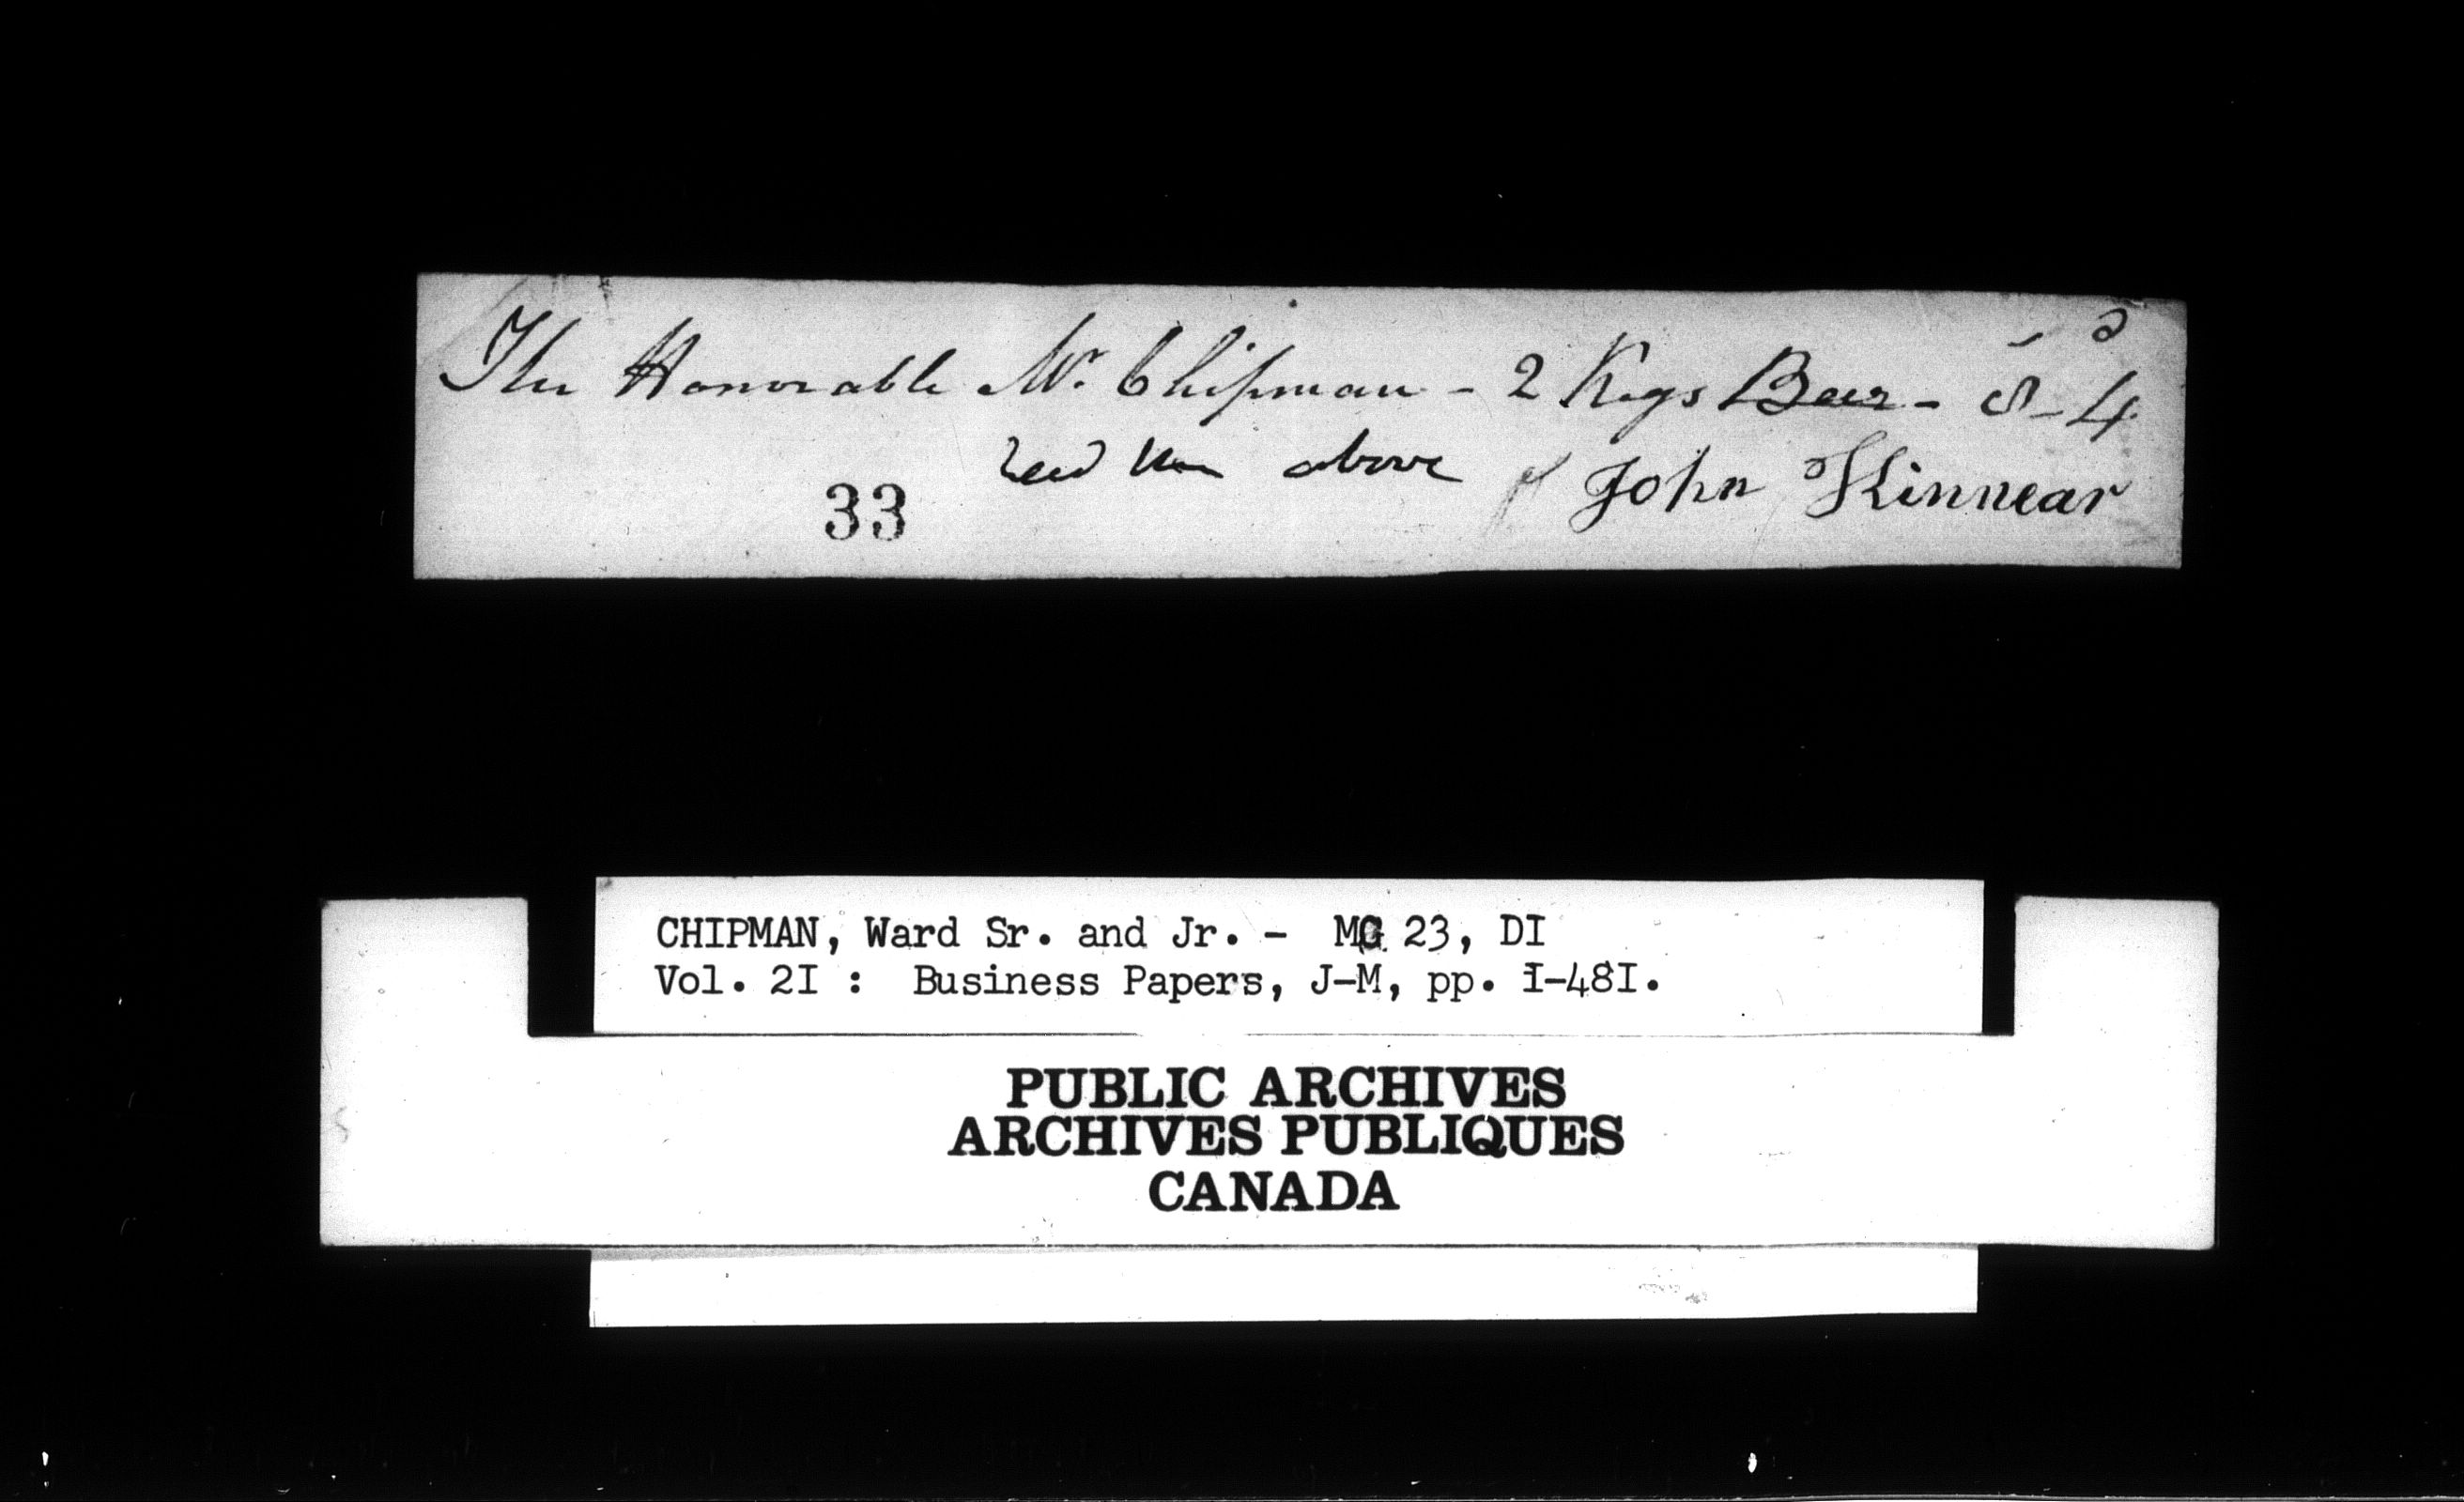 The Honorable Mr. Chipman - 2 Kegs Beer - 8 - 4
Recd the above John Kinnear
33
CHIPMAN, Ward Sr. and Jr. - MG 23, DI
Vol. 2I : Business Papers, J-M, pp. I-48I.
PUBLIC ARCHIVES
ARCHIVES PUBLIQUES
CANADA